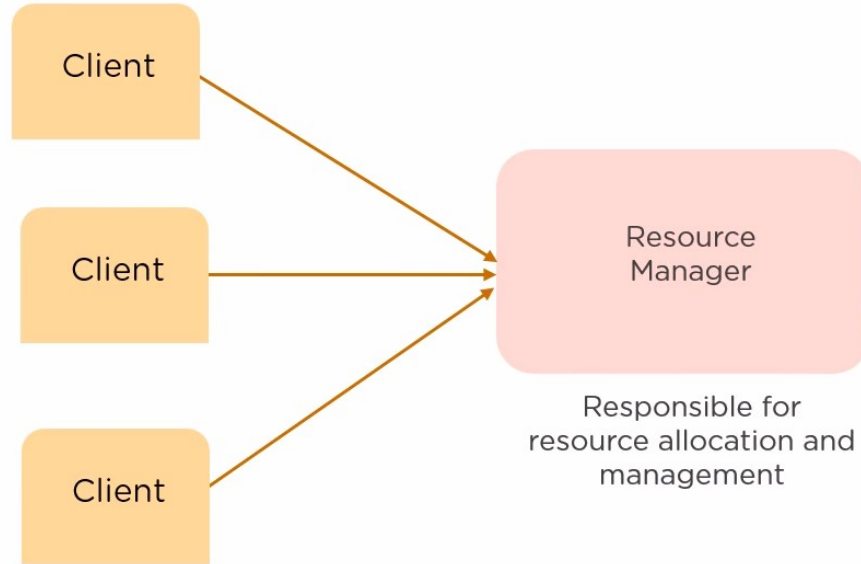 Client
Client
Client
Resource
Manager
Responsible for
resource allocation and
management